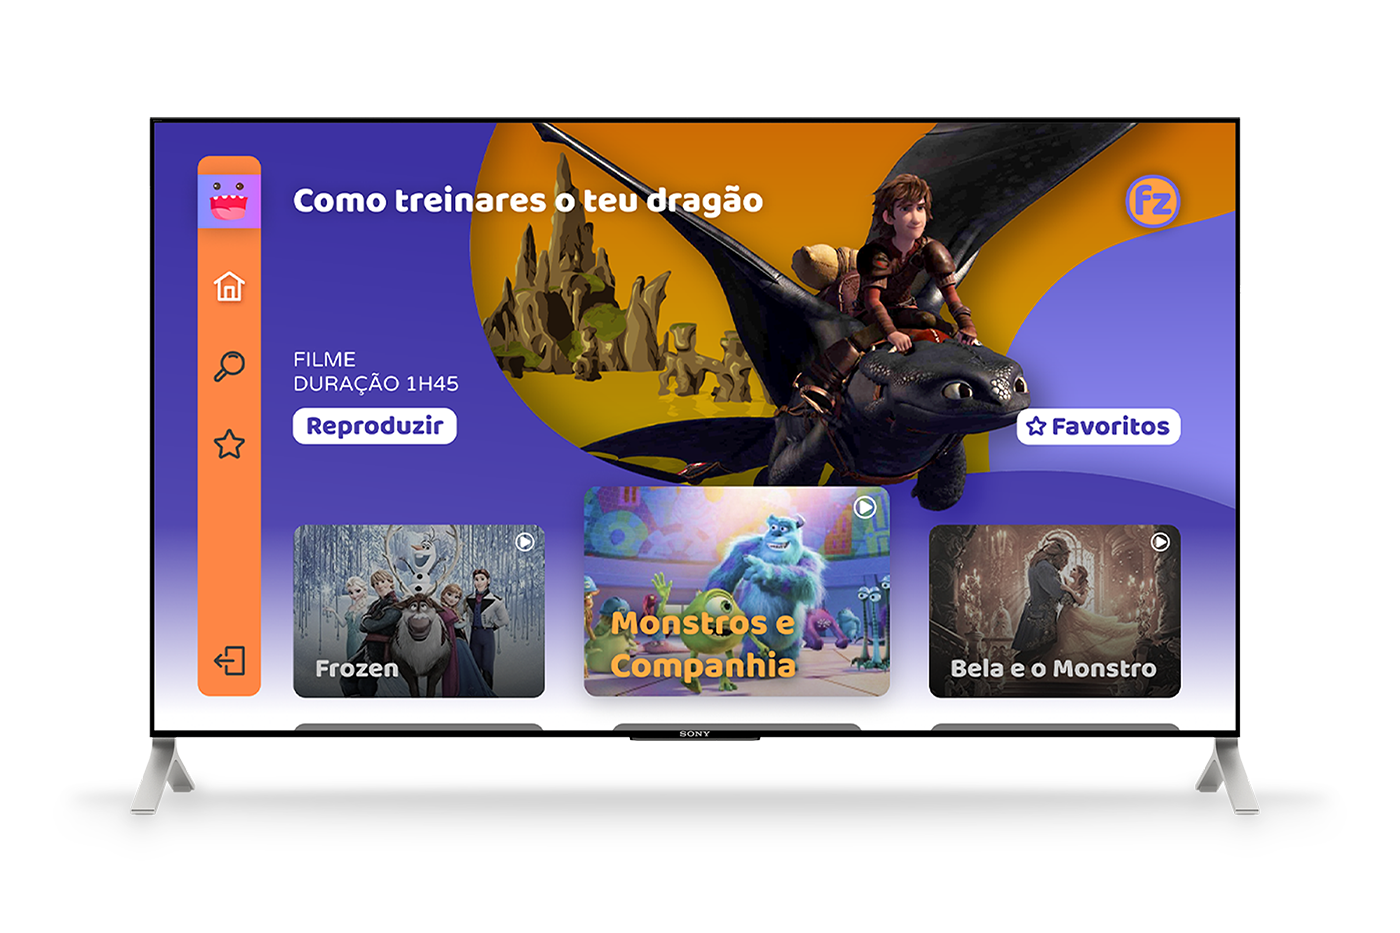 Como treinares o teu dragão
fz
FILME
DURAÇÃO 1H45
Reproduzir
Favoritos
Frozen
Monstros e
Companhia
Bela e o Monstro
SONY